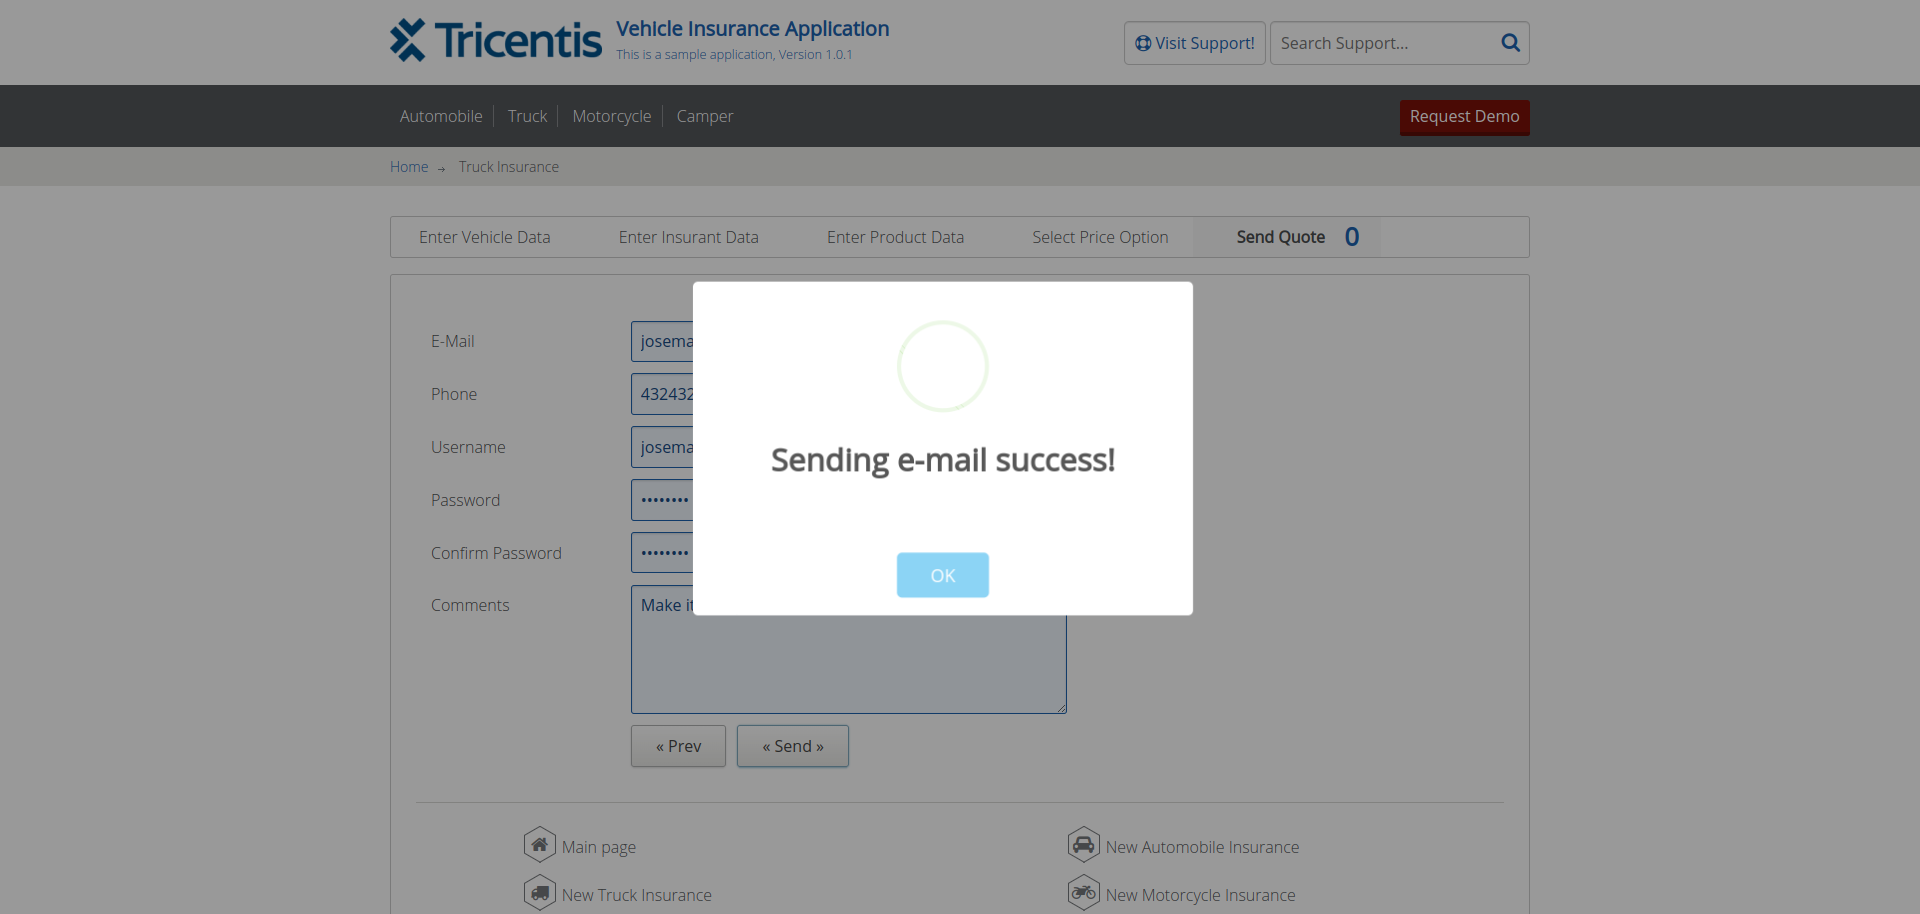 Tricentis
Vehicle Insurance Application
This is a sample application, Version 1.0.1
Visit Support!
Search Support...
Automobile
Truck
Motorcycle
Camper
Request Demo
Home → Truck Insurance
Enter Vehicle Data
Enter Insurant Data
Enter Product Data
Select Price Option
Send Quote 0
E-Mail
josema
Phone
432432
Username
josema
Password
••••••••
Confirm Password
••••••••
Comments
Make it
Sending e-mail success!
OK
« Prev
« Send »
Main page
New Automobile Insurance
New Truck Insurance
New Motorcycle Insurance